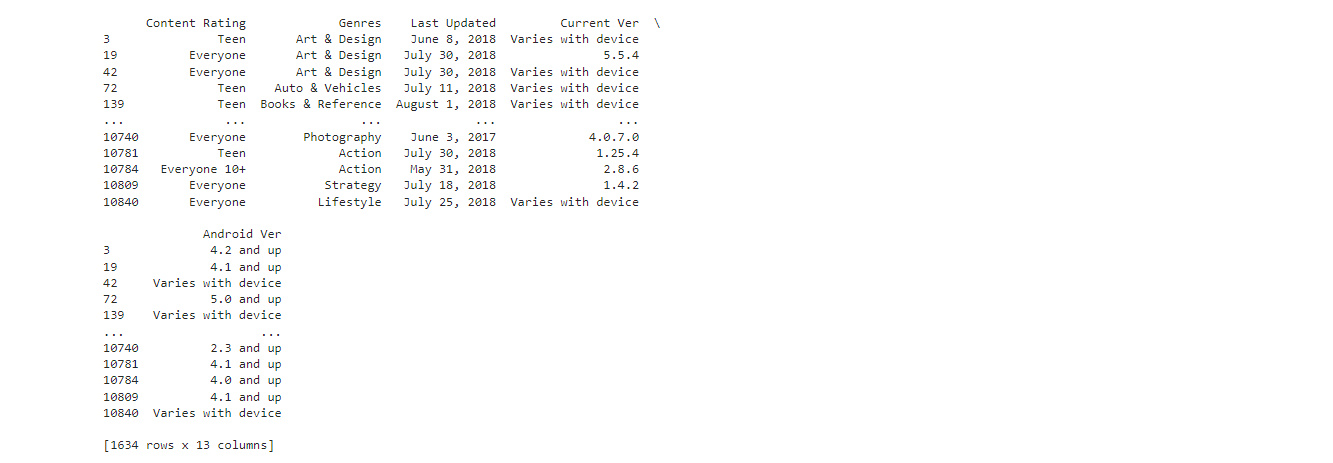 Content Rating             Genres    Last Updated         Current Ver  \
3               Teen       Art & Design    June 8, 2018  Varies with device
19          Everyone       Art & Design   July 30, 2018               5.5.4
42          Everyone       Art & Design   July 30, 2018  Varies with device
72              Teen    Auto & Vehicles   July 11, 2018  Varies with device
139             Teen  Books & Reference  August 1, 2018  Varies with device
...              ...                ...             ...                 ...
10740       Everyone        Photography    June 3, 2017             4.0.7.0
10781           Teen             Action   July 30, 2018              1.25.4
10784   Everyone 10+             Action    May 31, 2018               2.8.6
10809       Everyone           Strategy   July 18, 2018               1.4.2
10840       Everyone          Lifestyle   July 25, 2018  Varies with device

              Android Ver
3              4.2 and up
19             4.1 and up
42     Varies with device
72             5.0 and up
139    Varies with device
...                   ...
10740          2.3 and up
10781          4.1 and up
10784          4.0 and up
10809          4.1 and up
10840  Varies with device

[1634 rows x 13 columns]